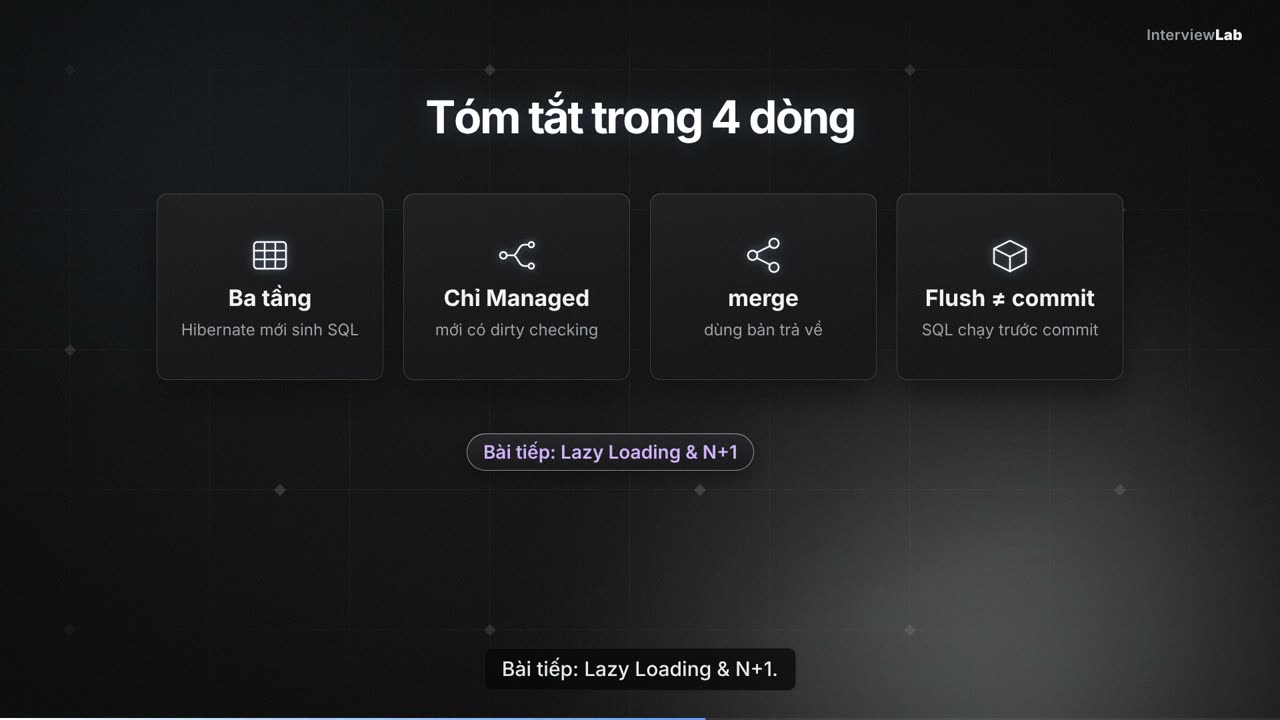 InterviewLab
Tóm tắt trong 4 dòng
Ba tầng
Hibernate mới sinh SQL
Chỉ Managed
mới có dirty checking
merge
dùng bản trả về
Flush ≠ commit
SQL chạy trước commit
Bài tiếp: Lazy Loading & N+1
Bài tiếp: Lazy Loading & N+1.